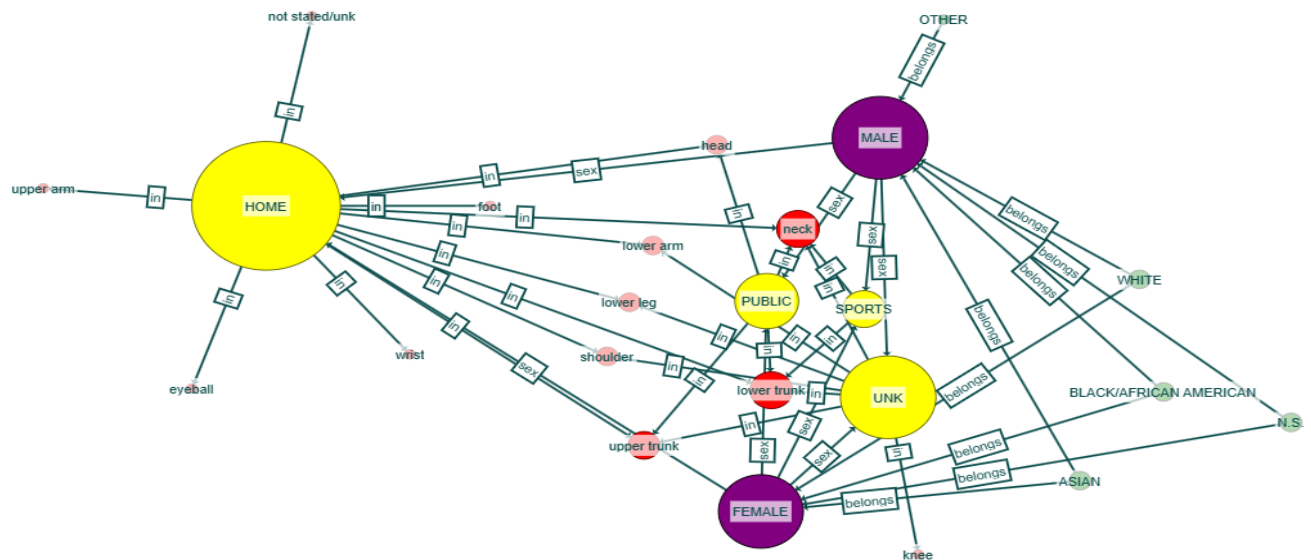 not stated/unk
OTHER
belongs
in
MALE
head
in
sex
upper arm
in
HOME
in
foot
in
sex
belongs
in
neck
sex
belongs
in
lower arm
in
belongs
in
sex
WHITE
in
in
PUBLIC
SPORTS
in
in
in
lower leg
in
in
in
belongs
wrist
shoulder
in
in
in
in
sex
in
belongs
eyeball
lower trunk
in
UNK
BLACK/AFRICAN AMERICAN
in
sex
N.S.
upper trunk
sex
sex
in
belongs
belongs
ASIAN
belongs
FEMALE
knee